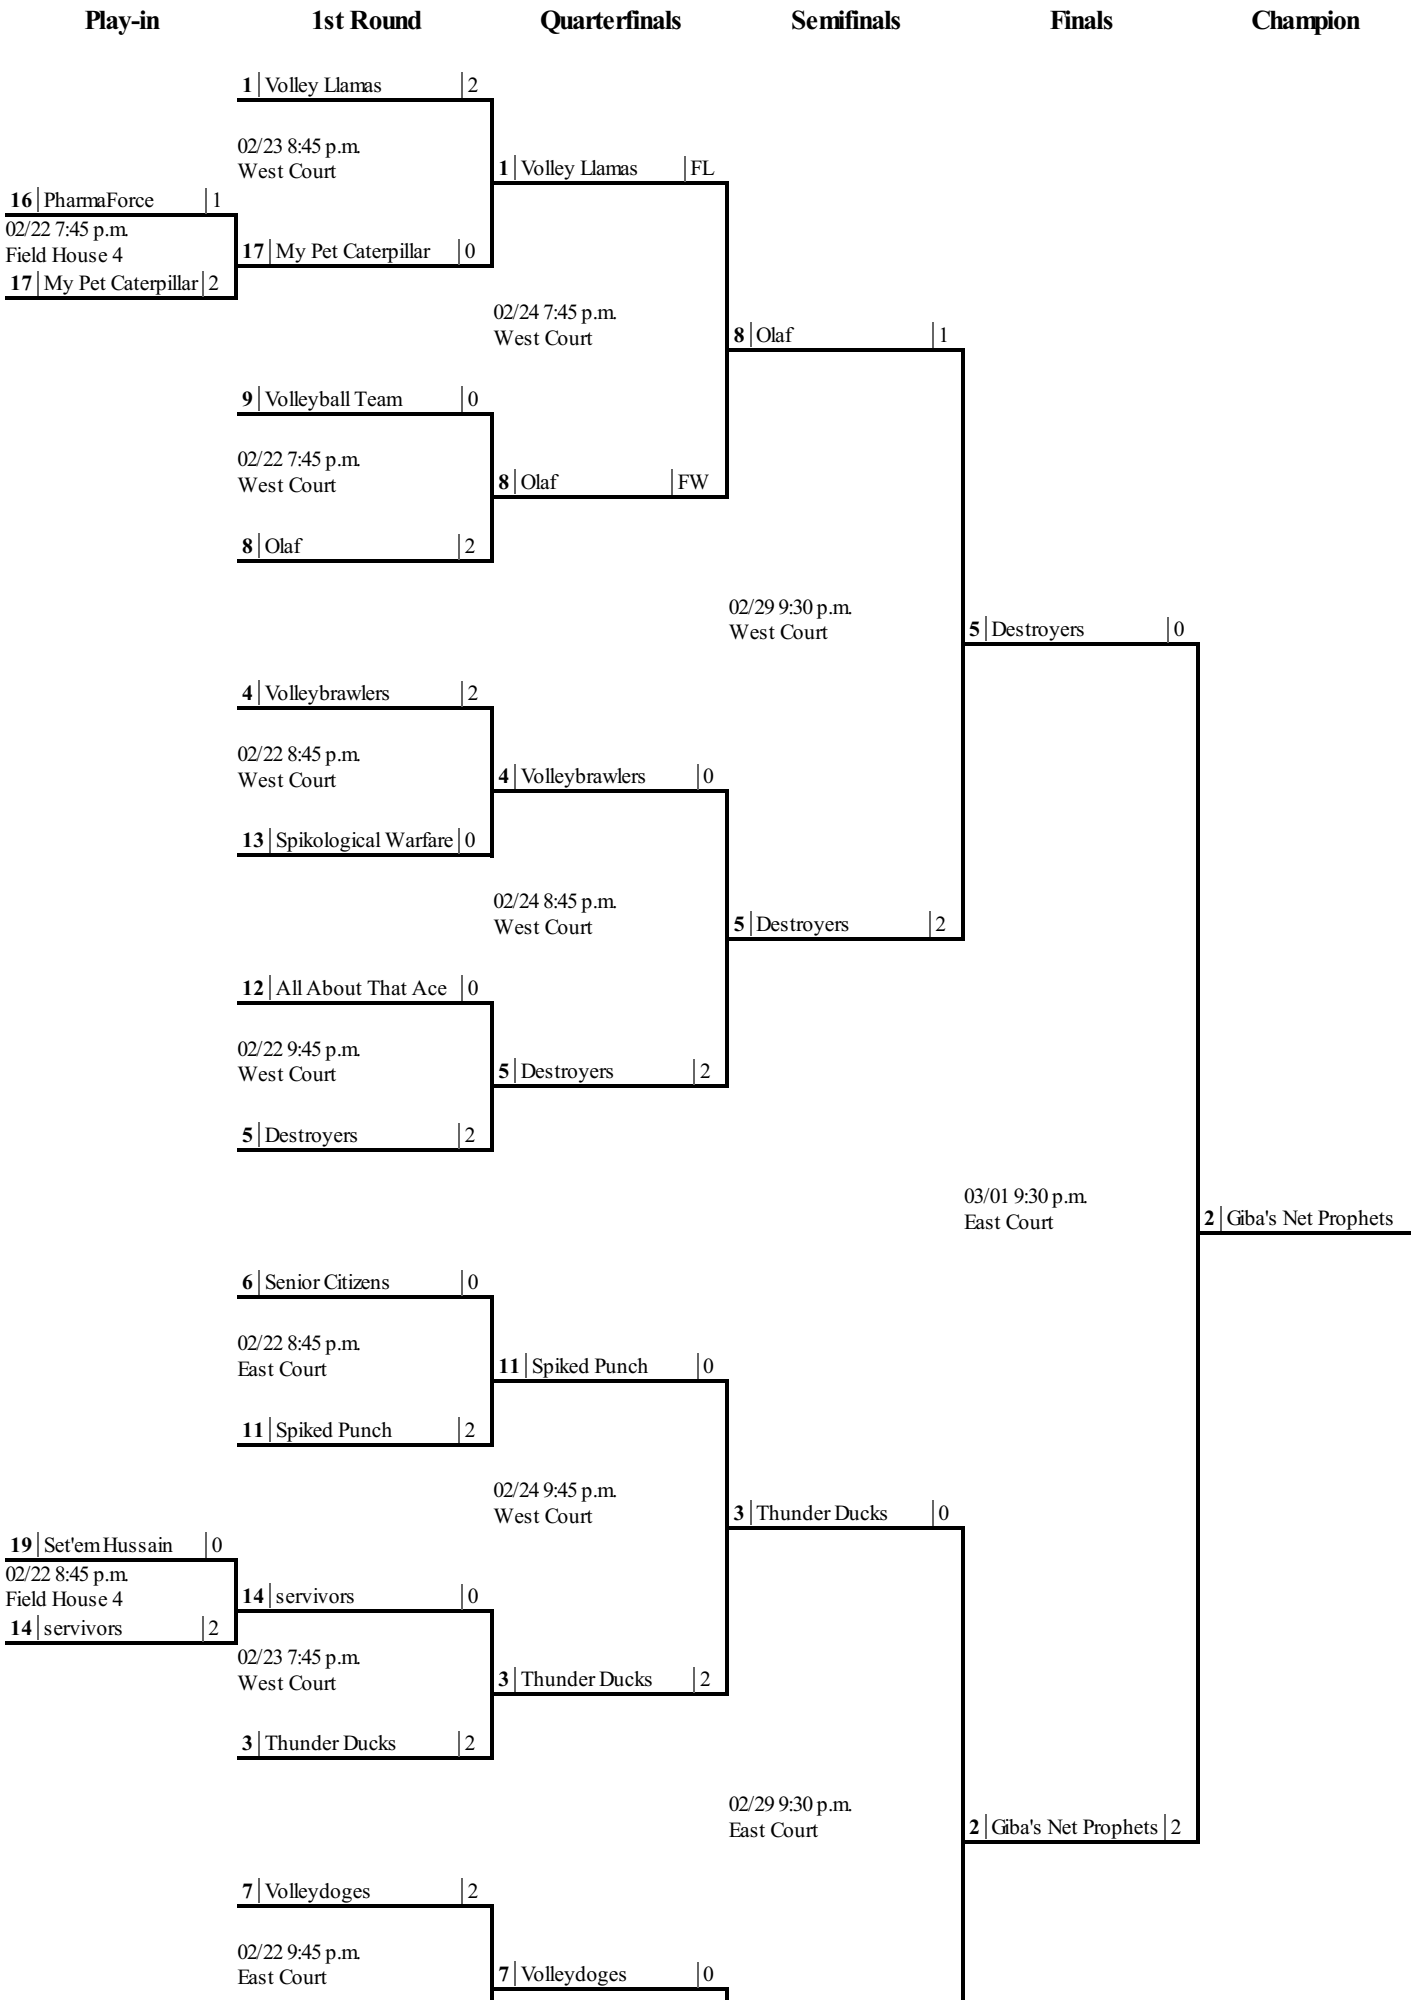 Play-in 1st Round Quarterfinals Semifinals Finals Champion
1 Volley Llamas 2
02/23 8:45 p.m.
West Court
1 Volley Llamas FL
16 PharmaForce 1
02/22 7:45 p.m.
Field House 4
17 My Pet Caterpillar 0
17 My Pet Caterpillar 2
02/24 7:45 p.m.
West Court
8 Olaf 1
9 Volleyball Team 0
02/22 7:45 p.m.
West Court
8 Olaf FW
8 Olaf 2
02/29 9:30 p.m.
West Court
5 Destroyers 0
4 Volleybrawlers 2
02/22 8:45 p.m.
West Court
4 Volleybrawlers 0
13 Spikological Warfare 0
02/24 8:45 p.m.
West Court
5 Destroyers 2
12 All About That Ace 0
02/22 9:45 p.m.
West Court
5 Destroyers 2
5 Destroyers 2
03/01 9:30 p.m.
East Court
2 Giba's Net Prophets
6 Senior Citizens 0
02/22 8:45 p.m.
East Court
11 Spiked Punch 0
11 Spiked Punch 2
02/24 9:45 p.m.
West Court
3 Thunder Ducks 0
19 Set'em Hussain 0
02/22 8:45 p.m.
Field House 4
14 servivors 0
14 servivors 2
02/23 7:45 p.m.
West Court
3 Thunder Ducks 2
3 Thunder Ducks 2
02/29 9:30 p.m.
East Court
2 Giba's Net Prophets 2
7 Volleydoges 2
02/22 9:45 p.m.
East Court
7 Volleydoges 0